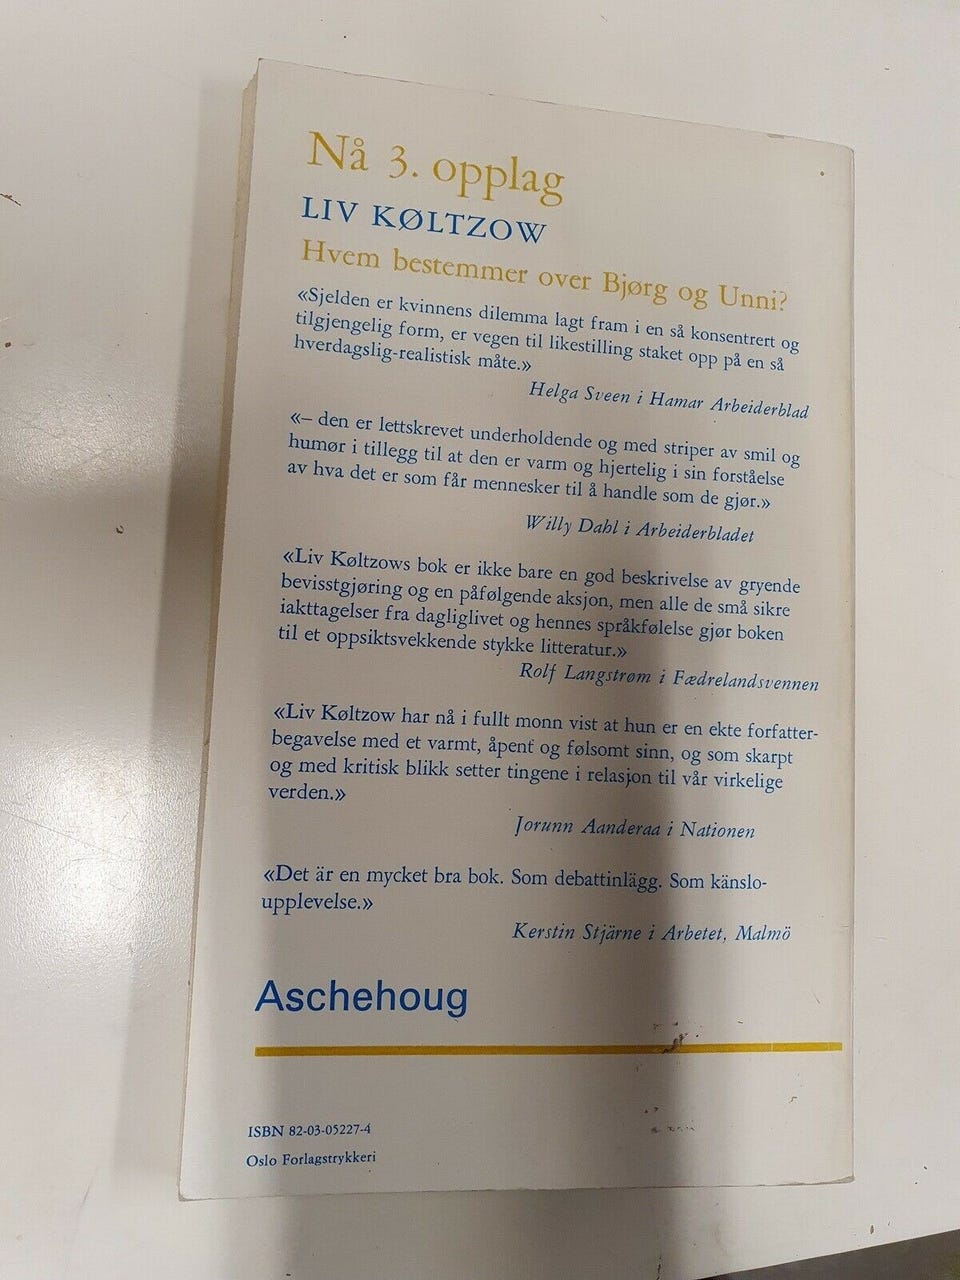 Nå 3. opplag
LIV KØLTZOW
Hvem bestemmer over Bjørg og Unni?
«Sjelden er kvinnens dilemma lagt fram i en så konsentrert og
tilgjengelig form, er vegen til likestilling staket opp på en så
hverdagslig-realistisk måte.»
Helga Sveen i Hamar Arbeiderblad
«– den er lettskrevet underholdende og med striper av smil og
humør i tillegg til at den er varm og hjertelig i sin forståelse
av hva det er som får mennesker til å handle som de gjør.»
Willy Dahl i Arbeiderbladet
«Liv Køltzows bok er ikke bare en god beskrivelse av gryende
bevisstgjøring og en påfølgende aksjon, men alle de små sikre
iakttagelser fra dagliglivet og hennes språkfølelse gjør boken
til et oppsiktsvekkende stykke litteratur.»
Rolf Langstrøm i Fædrelandsvennen
«Liv Køltzow har nå i fullt monn vist at hun er en ekte forfatter-
begavelse med et varmt, åpent og følsomt sinn, og som skarpt
og med kritisk blikk setter tingene i relasjon til vår virkelige
verden.»
Jorunn Aanderaa i Nationen
«Det är en mycket bra bok. Som debattinlägg. Som känslo-
upplevelse.»
Kerstin Stjärne i Arbetet, Malmö
Aschehoug
ISBN 82-03-05227-4
Oslo Forlagstrykkeri